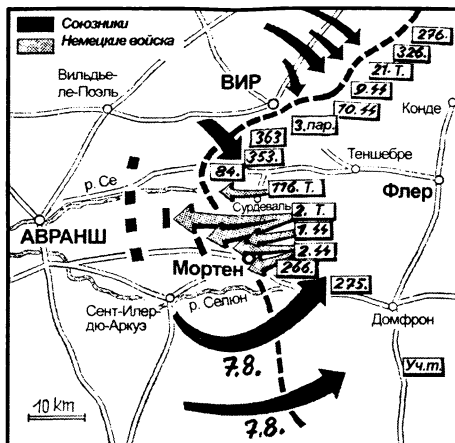 Союзники
Немецкие войска
276.
326.
21. Т.
9. SS
10. SS
3. пар.
363
353.
84.
116. Т.
2. Т.
1. SS
2. SS
266.
275.
Уч.т.
Вильдье-
ле-Поэль
ВИР
Конде
Теншебре
Флер
р. Се
Сурдеваль
АВРАНШ
Мортен
Сент-Илер-
дю-Аркуэ
р. Селюн
Домфрон
7.8.
7.8.
10 km